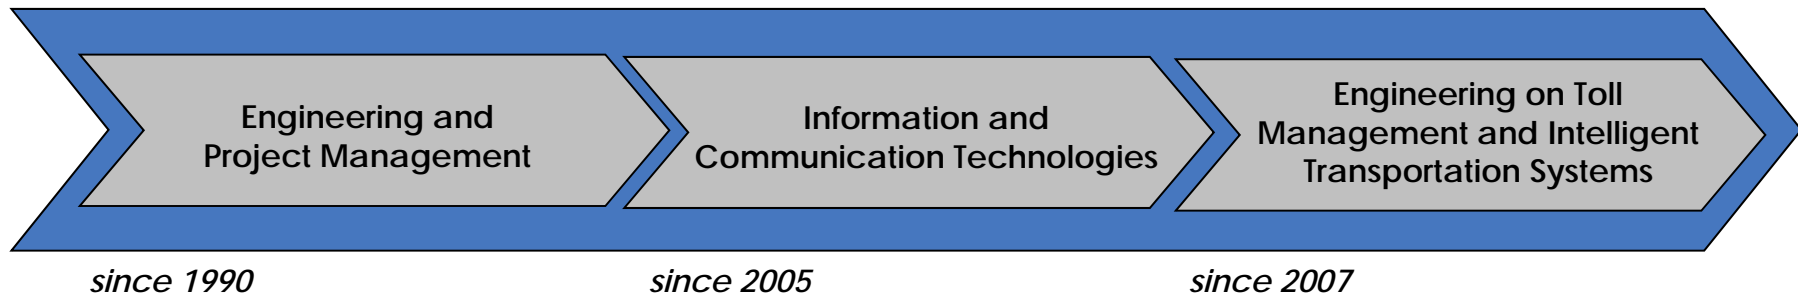 Engineering and
Project Management
Information and
Communication Technologies
Engineering on Toll
Management and Intelligent
Transportation Systems
since 1990
since 2005
since 2007